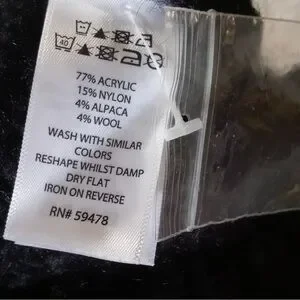 40
77% ACRYLIC
15% NYLON
4% ALPACA
4% WOOL
WASH WITH SIMILAR
COLORS
RESHAPE WHILST DAMP
DRY FLAT
IRON ON REVERSE
RN# 59478